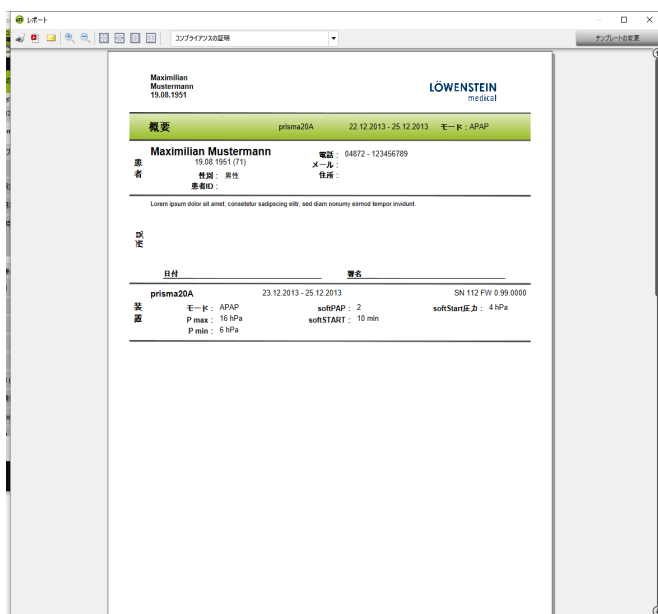 レポート
コンプライアンスの証明
テンプレートの変更
Maximilian
Mustermann
19.08.1951
LÖWENSTEIN
medical
概要 prisma20A 22.12.2013 - 25.12.2013 モード : APAP
患者
Maximilian Mustermann
19.08.1951 (71)
性別 : 男性
患者ID :
電話 : 04872 - 123456789
メール :
住所 :
Lorem ipsum dolor sit amet, consetetur sadipscing elitr, sed diam nonumy eirmod tempor invidunt.
所見
日付 署名
装置
prisma20A 23.12.2013 - 25.12.2013 SN 112 FW 0.99.0000
モード : APAP softPAP : 2 softStart圧力 : 4 hPa
P max : 16 hPa softSTART : 10 min
P min : 6 hPa